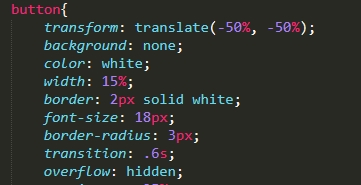 button{
transform: translate(-50%, -50%);
background: none;
color: white;
width: 15%;
border: 2px solid white;
font-size: 18px;
border-radius: 3px;
transition: .6s;
overflow: hidden;